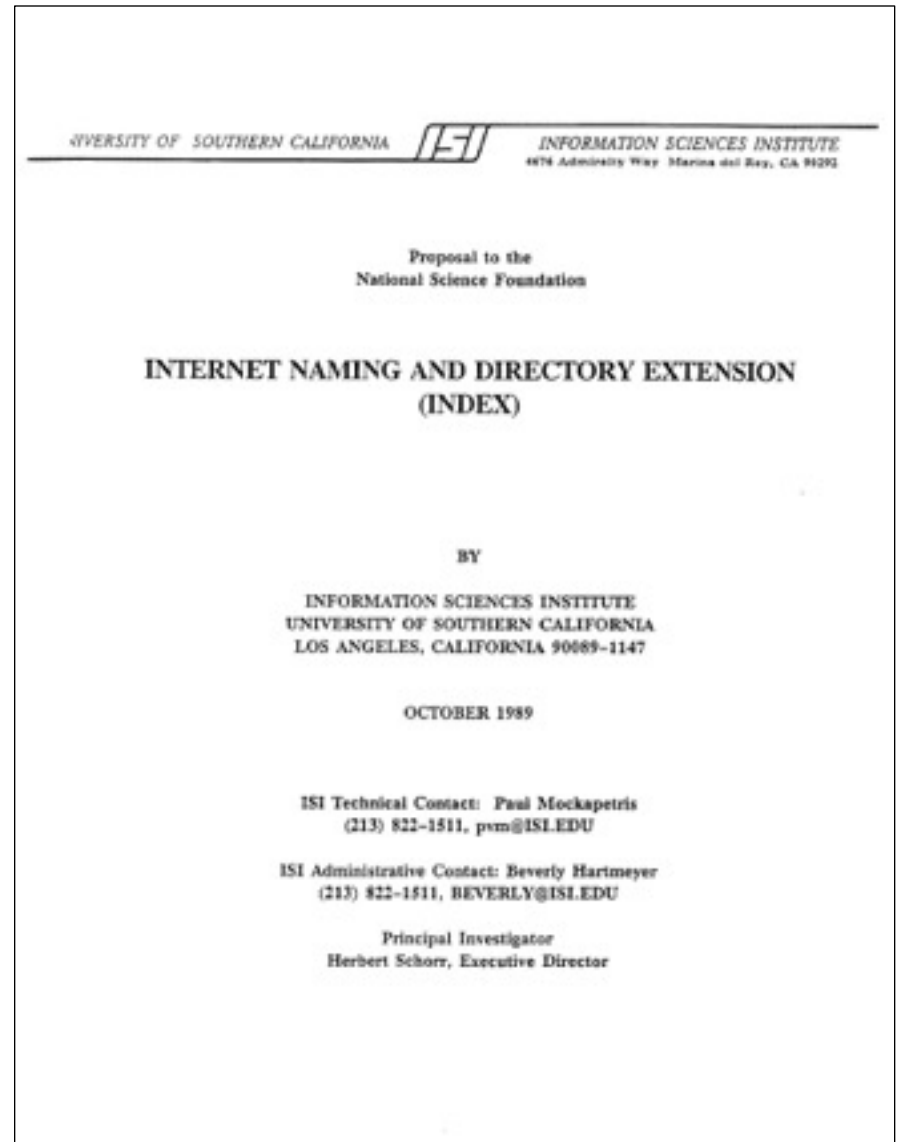 UNIVERSITY OF SOUTHERN CALIFORNIA
ISI
INFORMATION SCIENCES INSTITUTE
4676 Admiralty Way Marina del Rey, CA 90292
Proposal to the
National Science Foundation
INTERNET NAMING AND DIRECTORY EXTENSION
(INDEX)
BY
INFORMATION SCIENCES INSTITUTE
UNIVERSITY OF SOUTHERN CALIFORNIA
LOS ANGELES, CALIFORNIA 90089-1147
OCTOBER 1989
ISI Technical Contact: Paul Mockapetris
(213) 822-1511, pvm@ISI.EDU
ISI Administrative Contact: Beverly Hartmeyer
(213) 822-1511, BEVERLY@ISI.EDU
Principal Investigator
Herbert Schorr, Executive Director